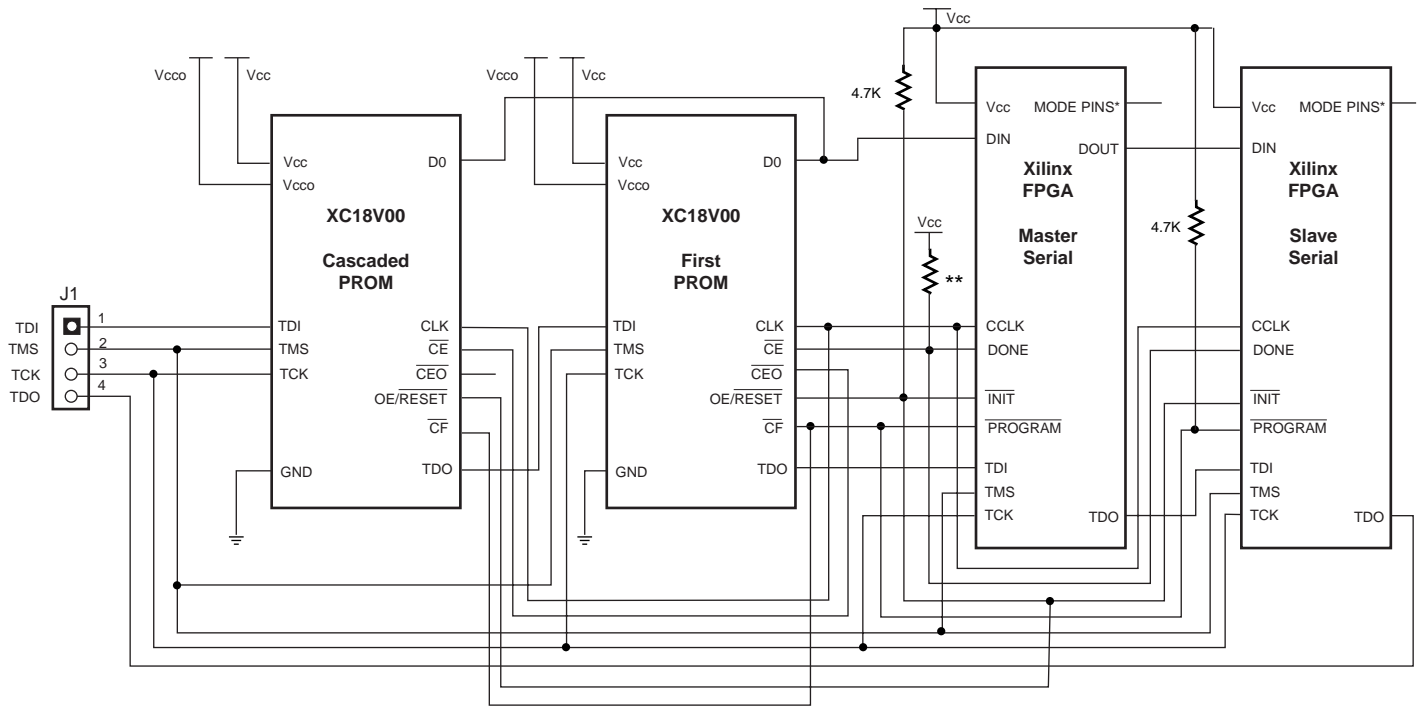 Vcco
Vcc
Vcc
Vcco
D0
XC18V00
Cascaded
PROM
TDI
TMS
TCK
CLK
CE
CEO
OE/RESET
CF
GND
TDO
Vcco
Vcc
Vcc
Vcco
D0
XC18V00
First
PROM
TDI
TMS
TCK
CLK
CE
CEO
OE/RESET
CF
GND
TDO
J1
TDI
TMS
TCK
TDO
1
2
3
4
Vcc
4.7K
Vcc
**
Vcc
MODE PINS*
DIN
DOUT
Xilinx
FPGA
Master
Serial
CCLK
DONE
INIT
PROGRAM
TDI
TMS
TCK
TDO
4.7K
Vcc
MODE PINS*
DIN
Xilinx
FPGA
Slave
Serial
CCLK
DONE
INIT
PROGRAM
TDI
TMS
TCK
TDO